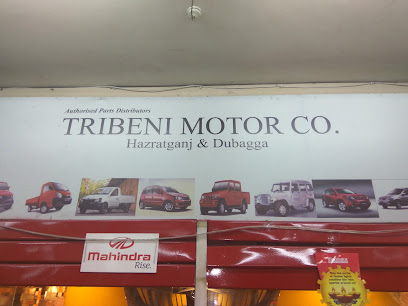 Authorised Parts Distributors
TRIBENI MOTOR CO.
Hazratganj & Dubagga
Mahindra
Rise.